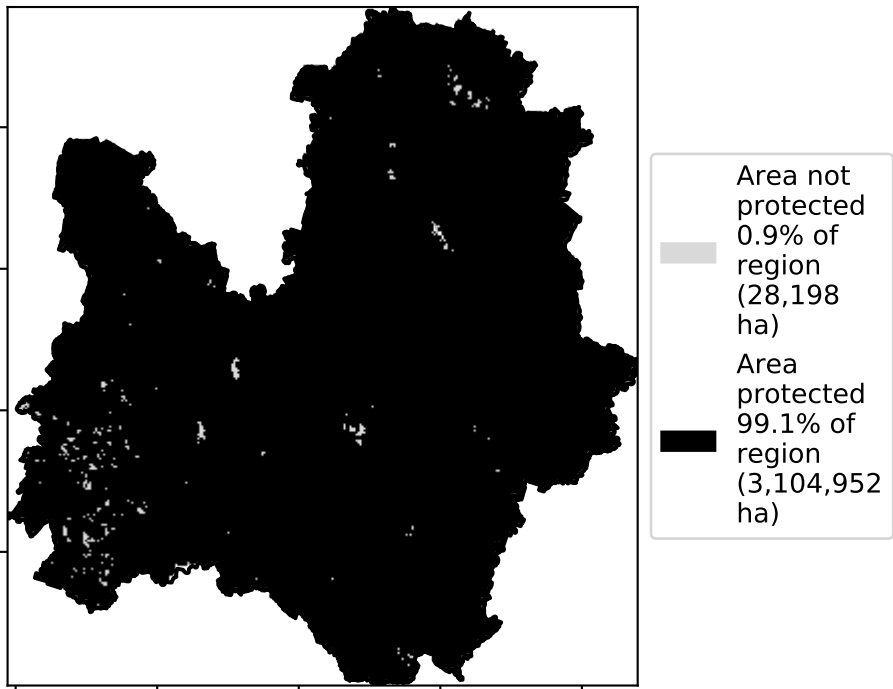 Area not
protected
0.9% of
region
(28,198
ha)
Area
protected
99.1% of
region
(3,104,952
ha)